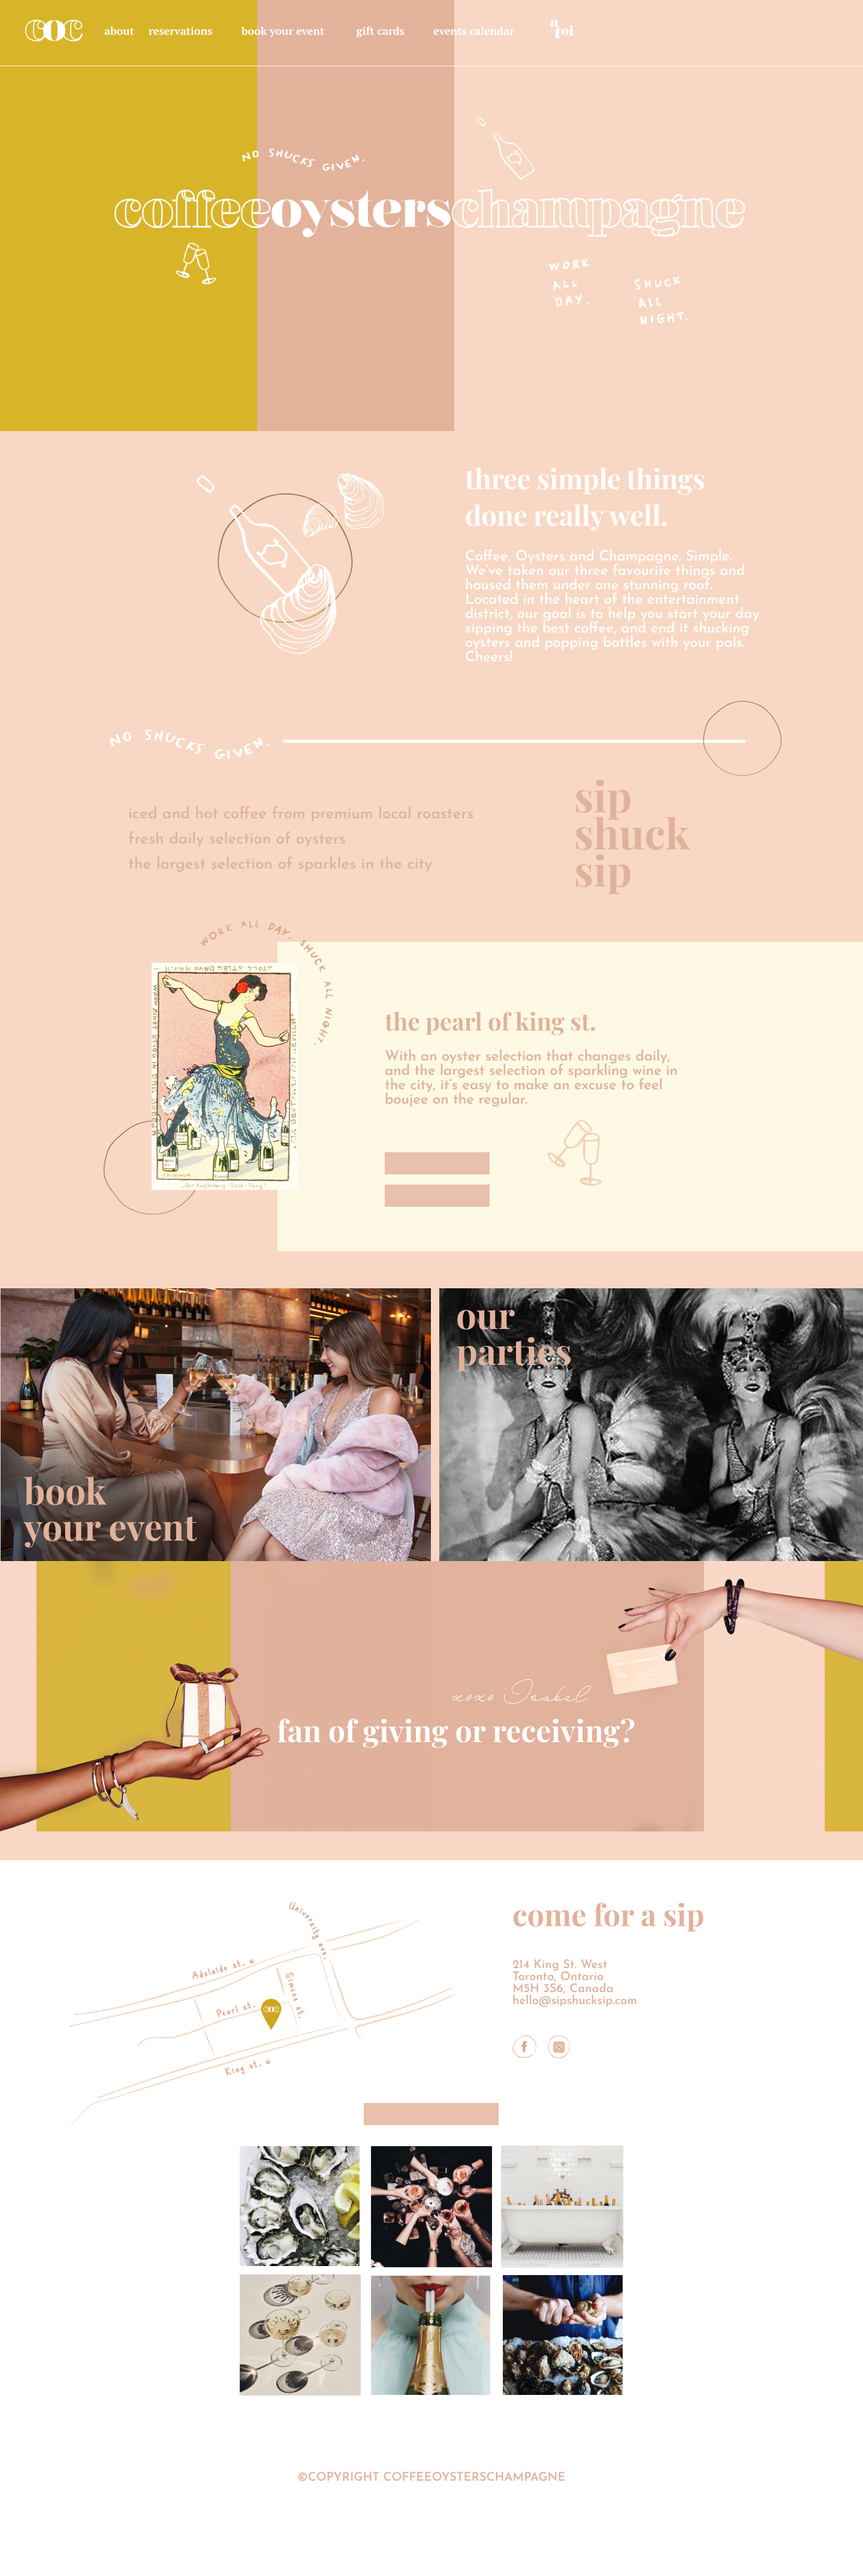 COC
about reservations book your event gift cards events calendar
à
toi
NO SHUCKS GIVEN.
coffeeoysterschampagne
WORK
ALL
DAY.
SHUCK
ALL
NIGHT.
three simple things
done really well.
Coffee, Oysters and Champagne. Simple.
We've taken our three favourite things and
housed them under one stunning roof.
Located in the heart of the entertainment
district, our goal is to help you start your day
sipping the best coffee, and end it shucking
oysters and popping bottles with your pals.
Cheers!
NO SHUCKS GIVEN.
iced and hot coffee from premium local roasters
fresh daily selection of oysters
the largest selection of sparkles in the city
sip
shuck
sip
WORK ALL DAY. SHUCK ALL NIGHT.
the pearl of king st.
With an oyster selection that changes daily,
and the largest selection of sparkling wine in
the city, it's easy to make an excuse to feel
boujee on the regular.
book
your event
our
parties
xoxo Isabel
fan of giving or receiving?
University ave.
Adelaide st. w
Simcoe st.
Pearl st.
COC
King st. w
come for a sip
214 King St. West
Toronto, Ontario
M5H 3S6, Canada
hello@sipshucksip.com
©COPYRIGHT COFFEEOYSTERSCHAMPAGNE